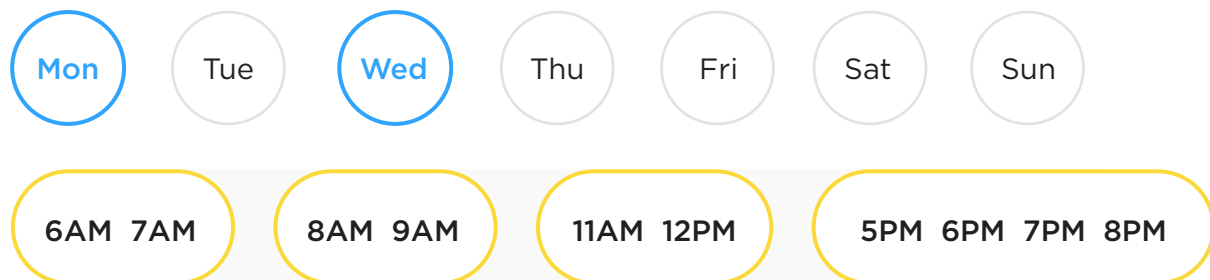 Mon Tue Wed Thu Fri Sat Sun
6AM 7AM 8AM 9AM 11AM 12PM 5PM 6PM 7PM 8PM